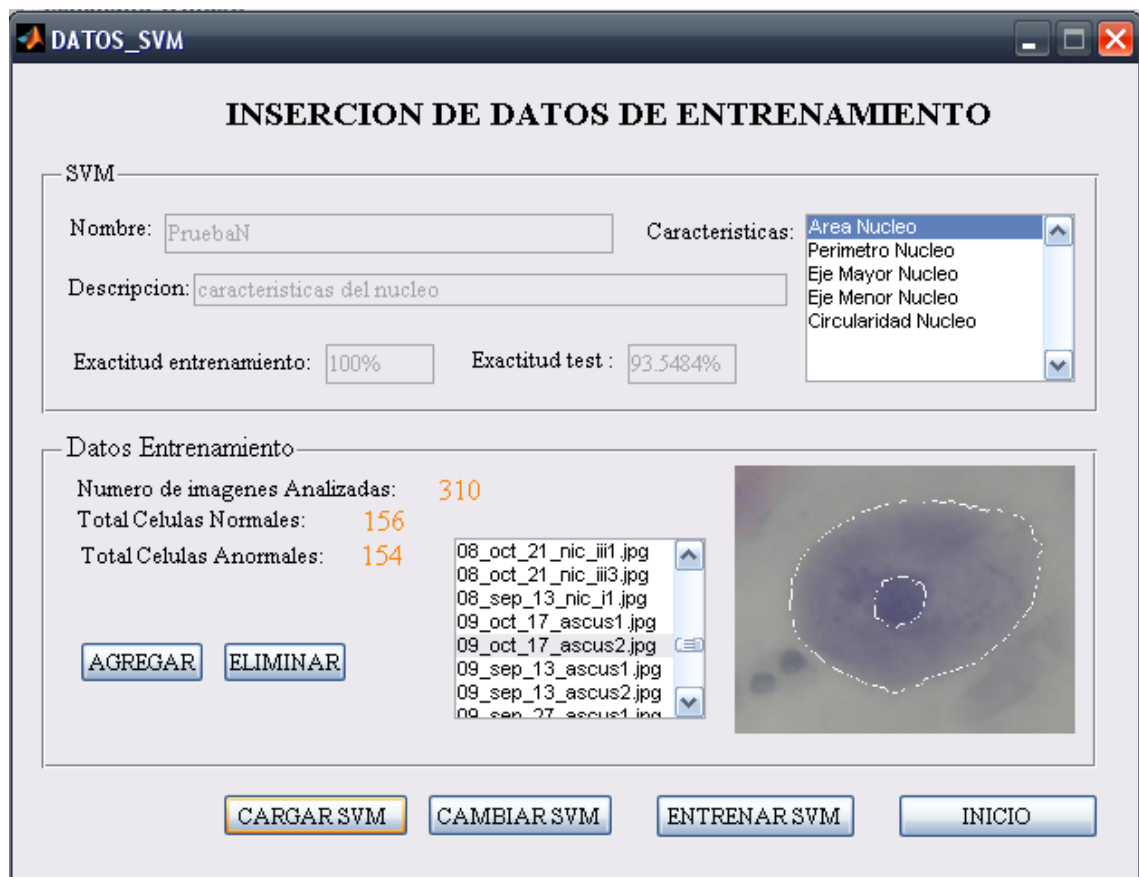 DATOS_SVM
INSERCION DE DATOS DE ENTRENAMIENTO
SVM
Nombre: PruebaN
Caracteristicas:
Area Nucleo
Perimetro Nucleo
Eje Mayor Nucleo
Eje Menor Nucleo
Circularidad Nucleo
Descripcion: caracteristicas del nucleo
Exactitud entrenamiento: 100% Exactitud test : 93.5484%
Datos Entrenamiento
Numero de imagenes Analizadas: 310
Total Celulas Normales: 156
Total Celulas Anormales: 154
08_oct_21_nic_iii1.jpg
08_oct_21_nic_iii3.jpg
08_sep_13_nic_i1.jpg
09_oct_17_ascus1.jpg
09_oct_17_ascus2.jpg
09_sep_13_ascus1.jpg
09_sep_13_ascus2.jpg
09_sep_27_ascus1.jpg
AGREGAR ELIMINAR
CARGAR SVM CAMBIAR SVM ENTRENAR SVM INICIO